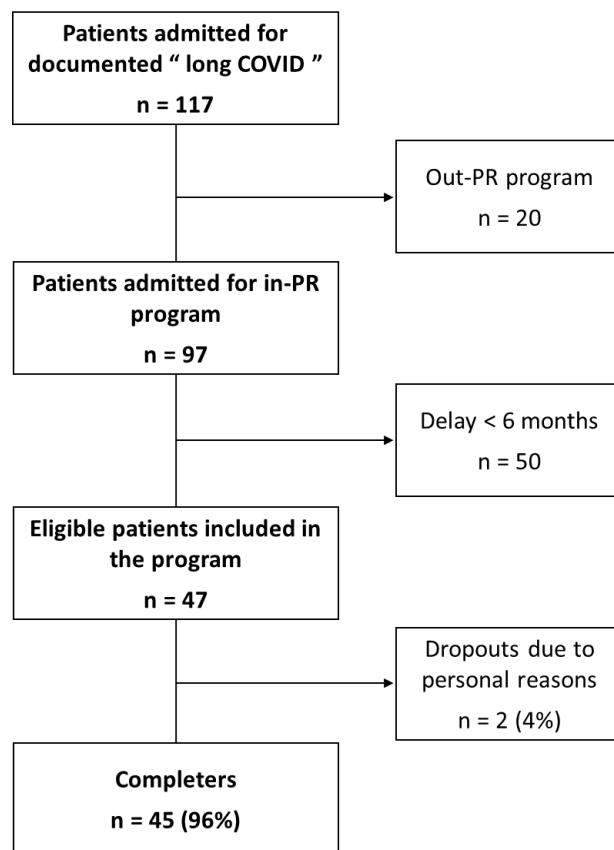 Patients admitted for
documented “ long COVID ”
n = 117
Out-PR program
n = 20
Patients admitted for in-PR
program
n = 97
Delay < 6 months
n = 50
Eligible patients included in
the program
n = 47
Dropouts due to
personal reasons
n = 2 (4%)
Completers
n = 45 (96%)